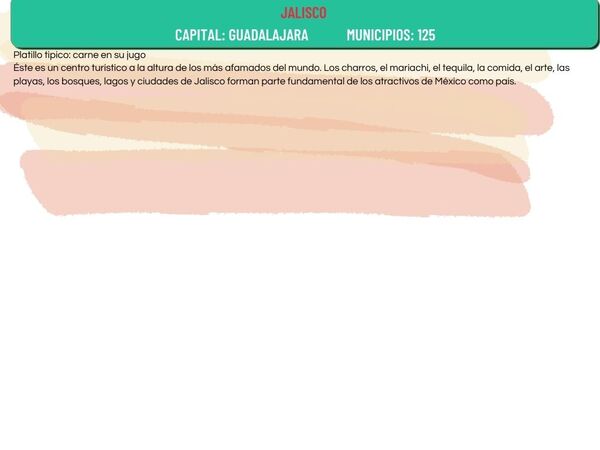 JALISCO
CAPITAL: GUADALAJARA MUNICIPIOS: 125
Platillo típico: carne en su jugo
Éste es un centro turístico a la altura de los más afamados del mundo. Los charros, el mariachi, el tequila, la comida, el arte, las
playas, los bosques, lagos y ciudades de Jalisco forman parte fundamental de los atractivos de México como país.